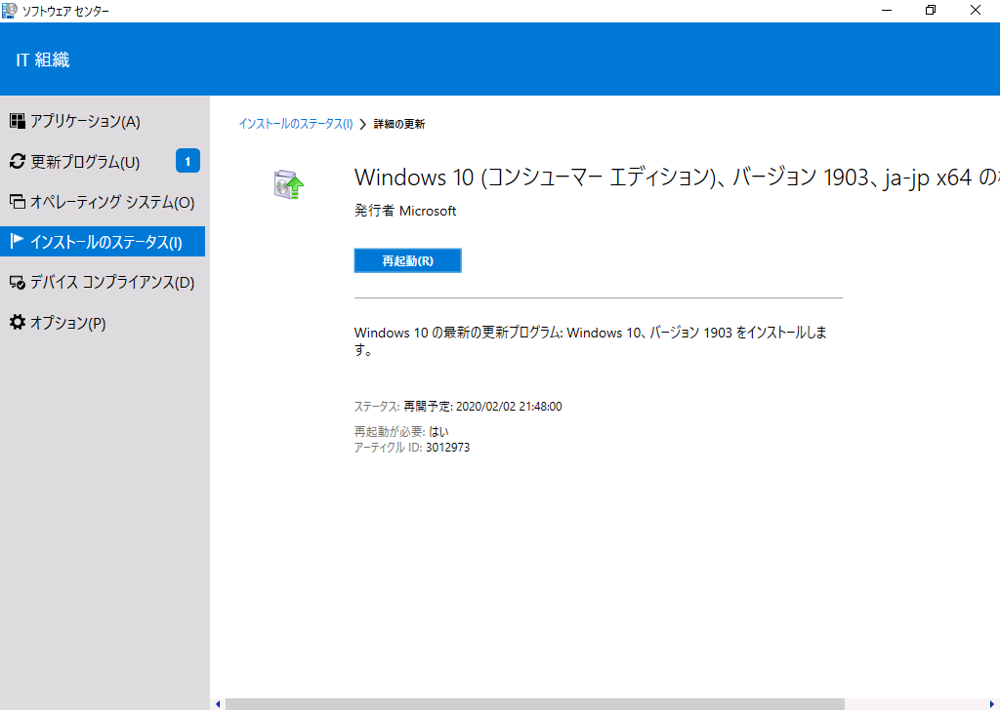 ソフトウェア センター
IT 組織
アプリケーション(A)
更新プログラム(U)
1
オペレーティング システム(O)
インストールのステータス(I)
デバイス コンプライアンス(D)
オプション(P)
インストールのステータス(I) > 詳細の更新
Windows 10 (コンシューマー エディション)、バージョン 1903、ja-jp x64 の
発行者 Microsoft
再起動(R)
Windows 10 の最新の更新プログラム: Windows 10、バージョン 1903 をインストールしま
す。
ステータス: 再開予定: 2020/02/02 21:48:00
再起動が必要: はい
アーティクル ID: 3012973